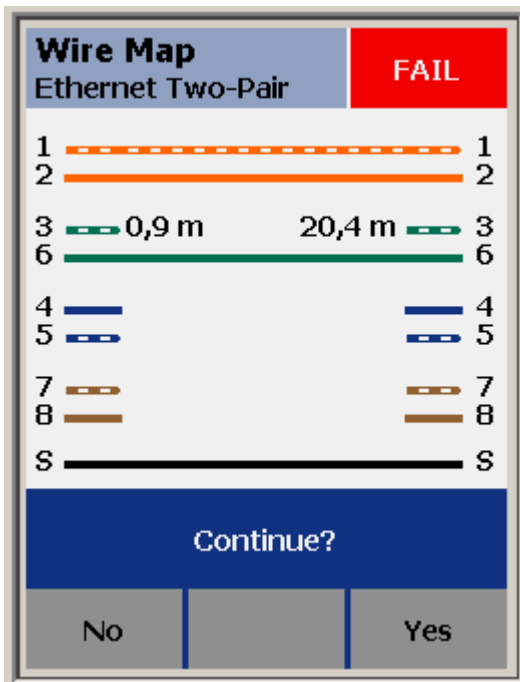 Wire Map
Ethernet Two-Pair
FAIL
1 1
2 2
3 0,9 m 20,4 m 3
6 6
4 4
5 5
7 7
8 8
S S
Continue?
No Yes